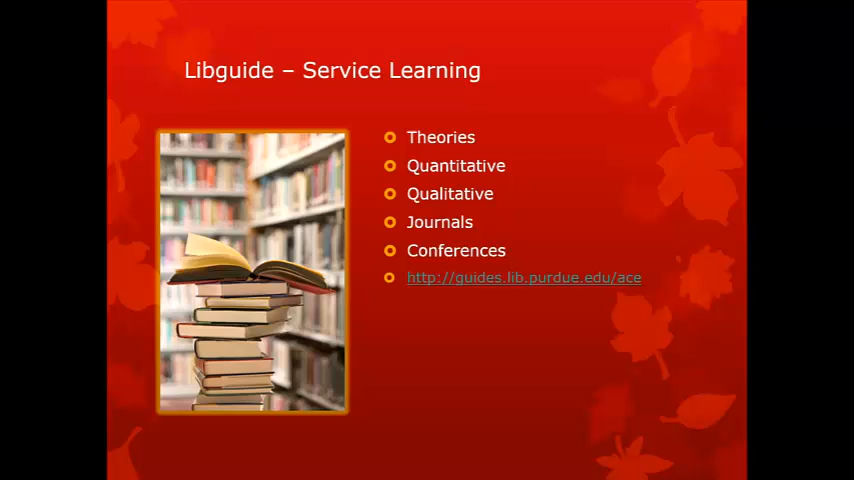 Libguide – Service Learning
Theories
Quantitative
Qualitative
Journals
Conferences
http://guides.lib.purdue.edu/ace